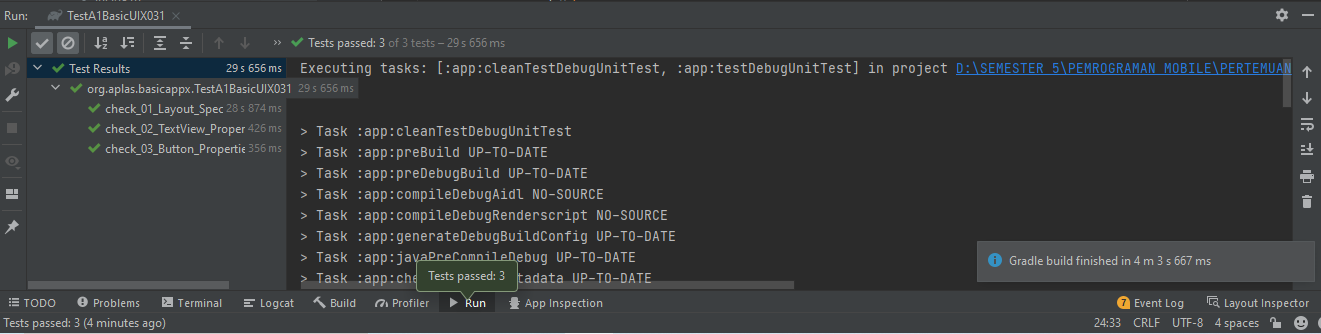 Run: TestA1BasicUIX031
Tests passed: 3 of 3 tests – 29 s 656 ms
Test Results 29 s 656 ms
org.aplas.basicappx.TestA1BasicUIX031 29 s 656 ms
check_01_Layout_Spec 28 s 874 ms
check_02_TextView_Proper 426 ms
check_03_Button_Propertie 356 ms
Executing tasks: [:app:cleanTestDebugUnitTest, :app:testDebugUnitTest] in project D:\SEMESTER 5\PEMROGRAMAN MOBILE\PERTEMUAN
> Task :app:cleanTestDebugUnitTest
> Task :app:preBuild UP-TO-DATE
> Task :app:preDebugBuild UP-TO-DATE
> Task :app:compileDebugAidl NO-SOURCE
> Task :app:compileDebugRenderscript NO-SOURCE
> Task :app:generateDebugBuildConfig UP-TO-DATE
> Task :app:javaPreCompileDebug UP-TO-DATE
> Task :app:che tadata UP-TO-DATE
Tests passed: 3
Gradle build finished in 4 m 3 s 667 ms
TODO Problems Terminal Logcat Build Profiler Run App Inspection 7 Event Log Layout Inspector
Tests passed: 3 (4 minutes ago) 24:33 CRLF UTF-8 4 spaces